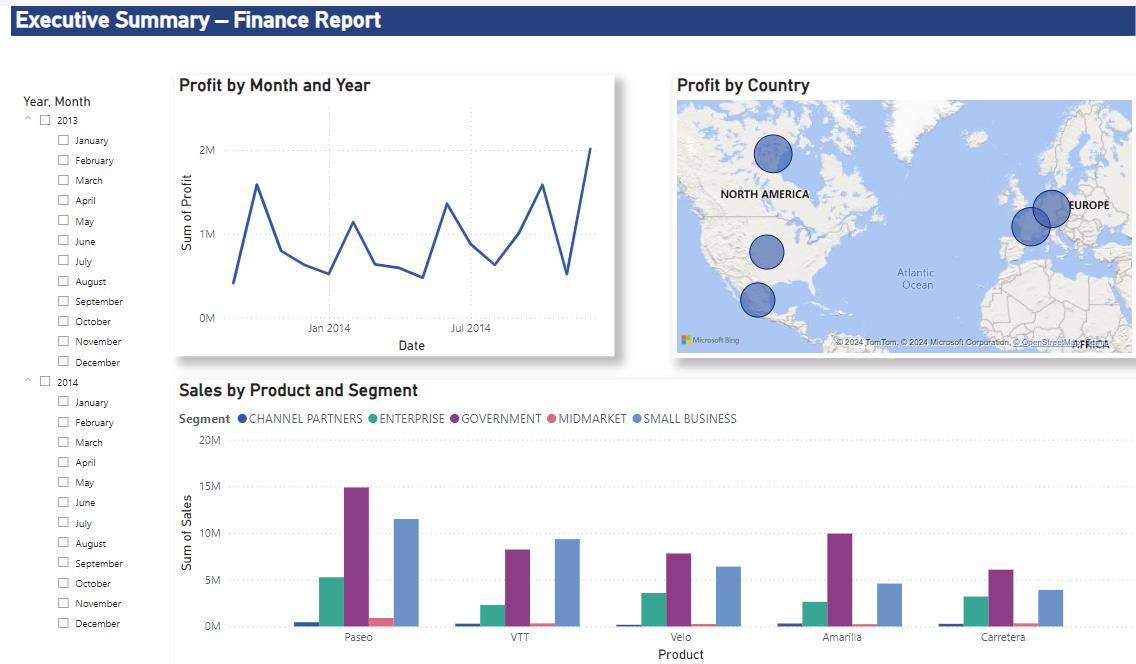 Executive Summary – Finance Report
Year, Month
2013
January
February
March
April
May
June
July
August
September
October
November
December
2014
January
February
March
April
May
June
July
August
September
October
November
December
Profit by Month and Year
Sum of Profit
2M
1M
0M
Jan 2014
Jul 2014
Date
Profit by Country
NORTH AMERICA
EUROPE
Atlantic
Ocean
AFRICA
Microsoft Bing
© 2024 TomTom, © 2024 Microsoft Corporation, © OpenStreetMap
Sales by Product and Segment
Segment CHANNEL PARTNERS ENTERPRISE GOVERNMENT MIDMARKET SMALL BUSINESS
Sum of Sales
20M
15M
10M
5M
0M
Paseo VTT Velo Amarilla Carretera
Product